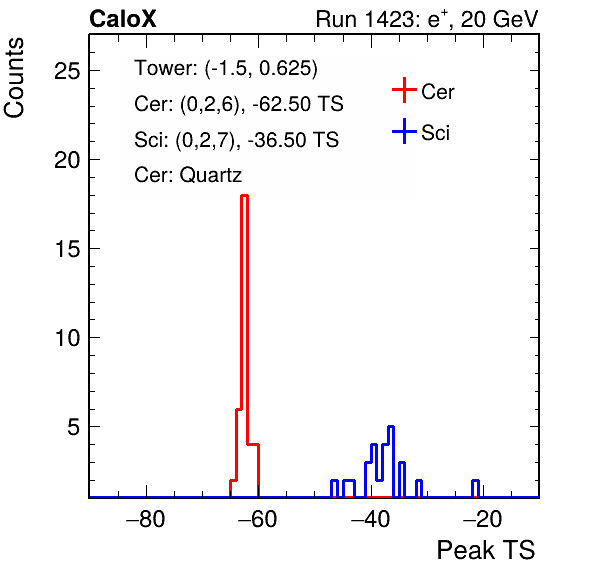 CaloX Run 1423: e⁺, 20 GeV
Counts
Tower: (-1.5, 0.625)
Cer: (0,2,6), -62.50 TS
Sci: (0,2,7), -36.50 TS
Cer: Quartz
Cer
Sci
25
20
15
10
5
−80 −60 −40 −20
Peak TS